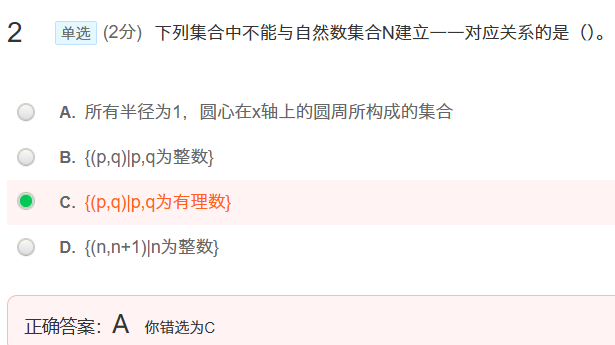 2 单选 (2分) 下列集合中不能与自然数集合N建立一一对应关系的是（）。
A. 所有半径为1，圆心在x轴上的圆周所构成的集合
B. {(p,q)|p,q为整数}
C. {(p,q)|p,q为有理数}
D. {(n,n+1)|n为整数}
正确答案：A 你错选为C